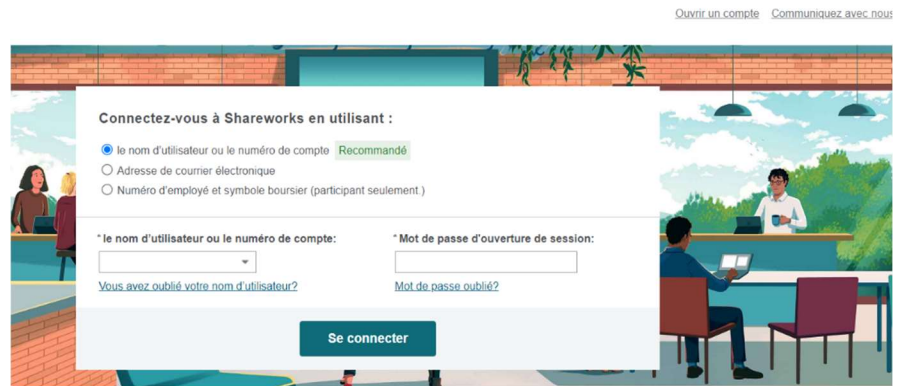 Ouvrir un compte Communiquez avec nous
Connectez-vous à Shareworks en utilisant :
le nom d'utilisateur ou le numéro de compte Recommandé
Adresse de courrier électronique
Numéro d'employé et symbole boursier (participant seulement )
*le nom d'utilisateur ou le numéro de compte: *Mot de passe d'ouverture de session:
Vous avez oublié votre nom d'utilisateur? Mot de passe oublié?
Se connecter